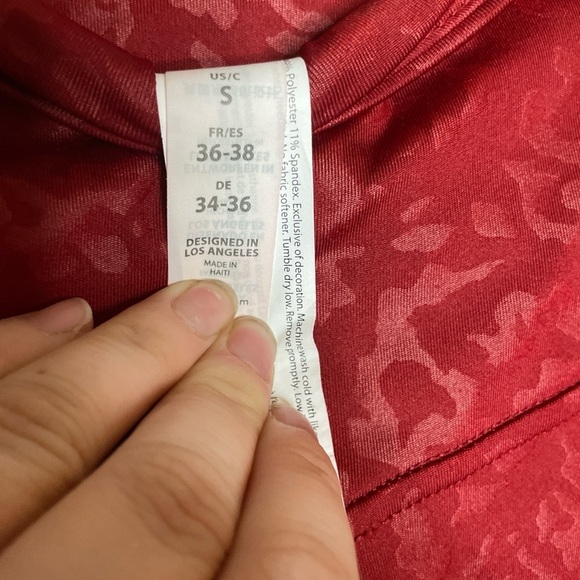 US/C
S
FR/ES
36-38
DE
34-36
DESIGNED IN
LOS ANGELES
MADE IN
HAITI
m
% Polyester 11% Spandex. Exclusive of decoration. Machine wash cold with
No fabric softener. Tumble dry low. Remove promptly. Low